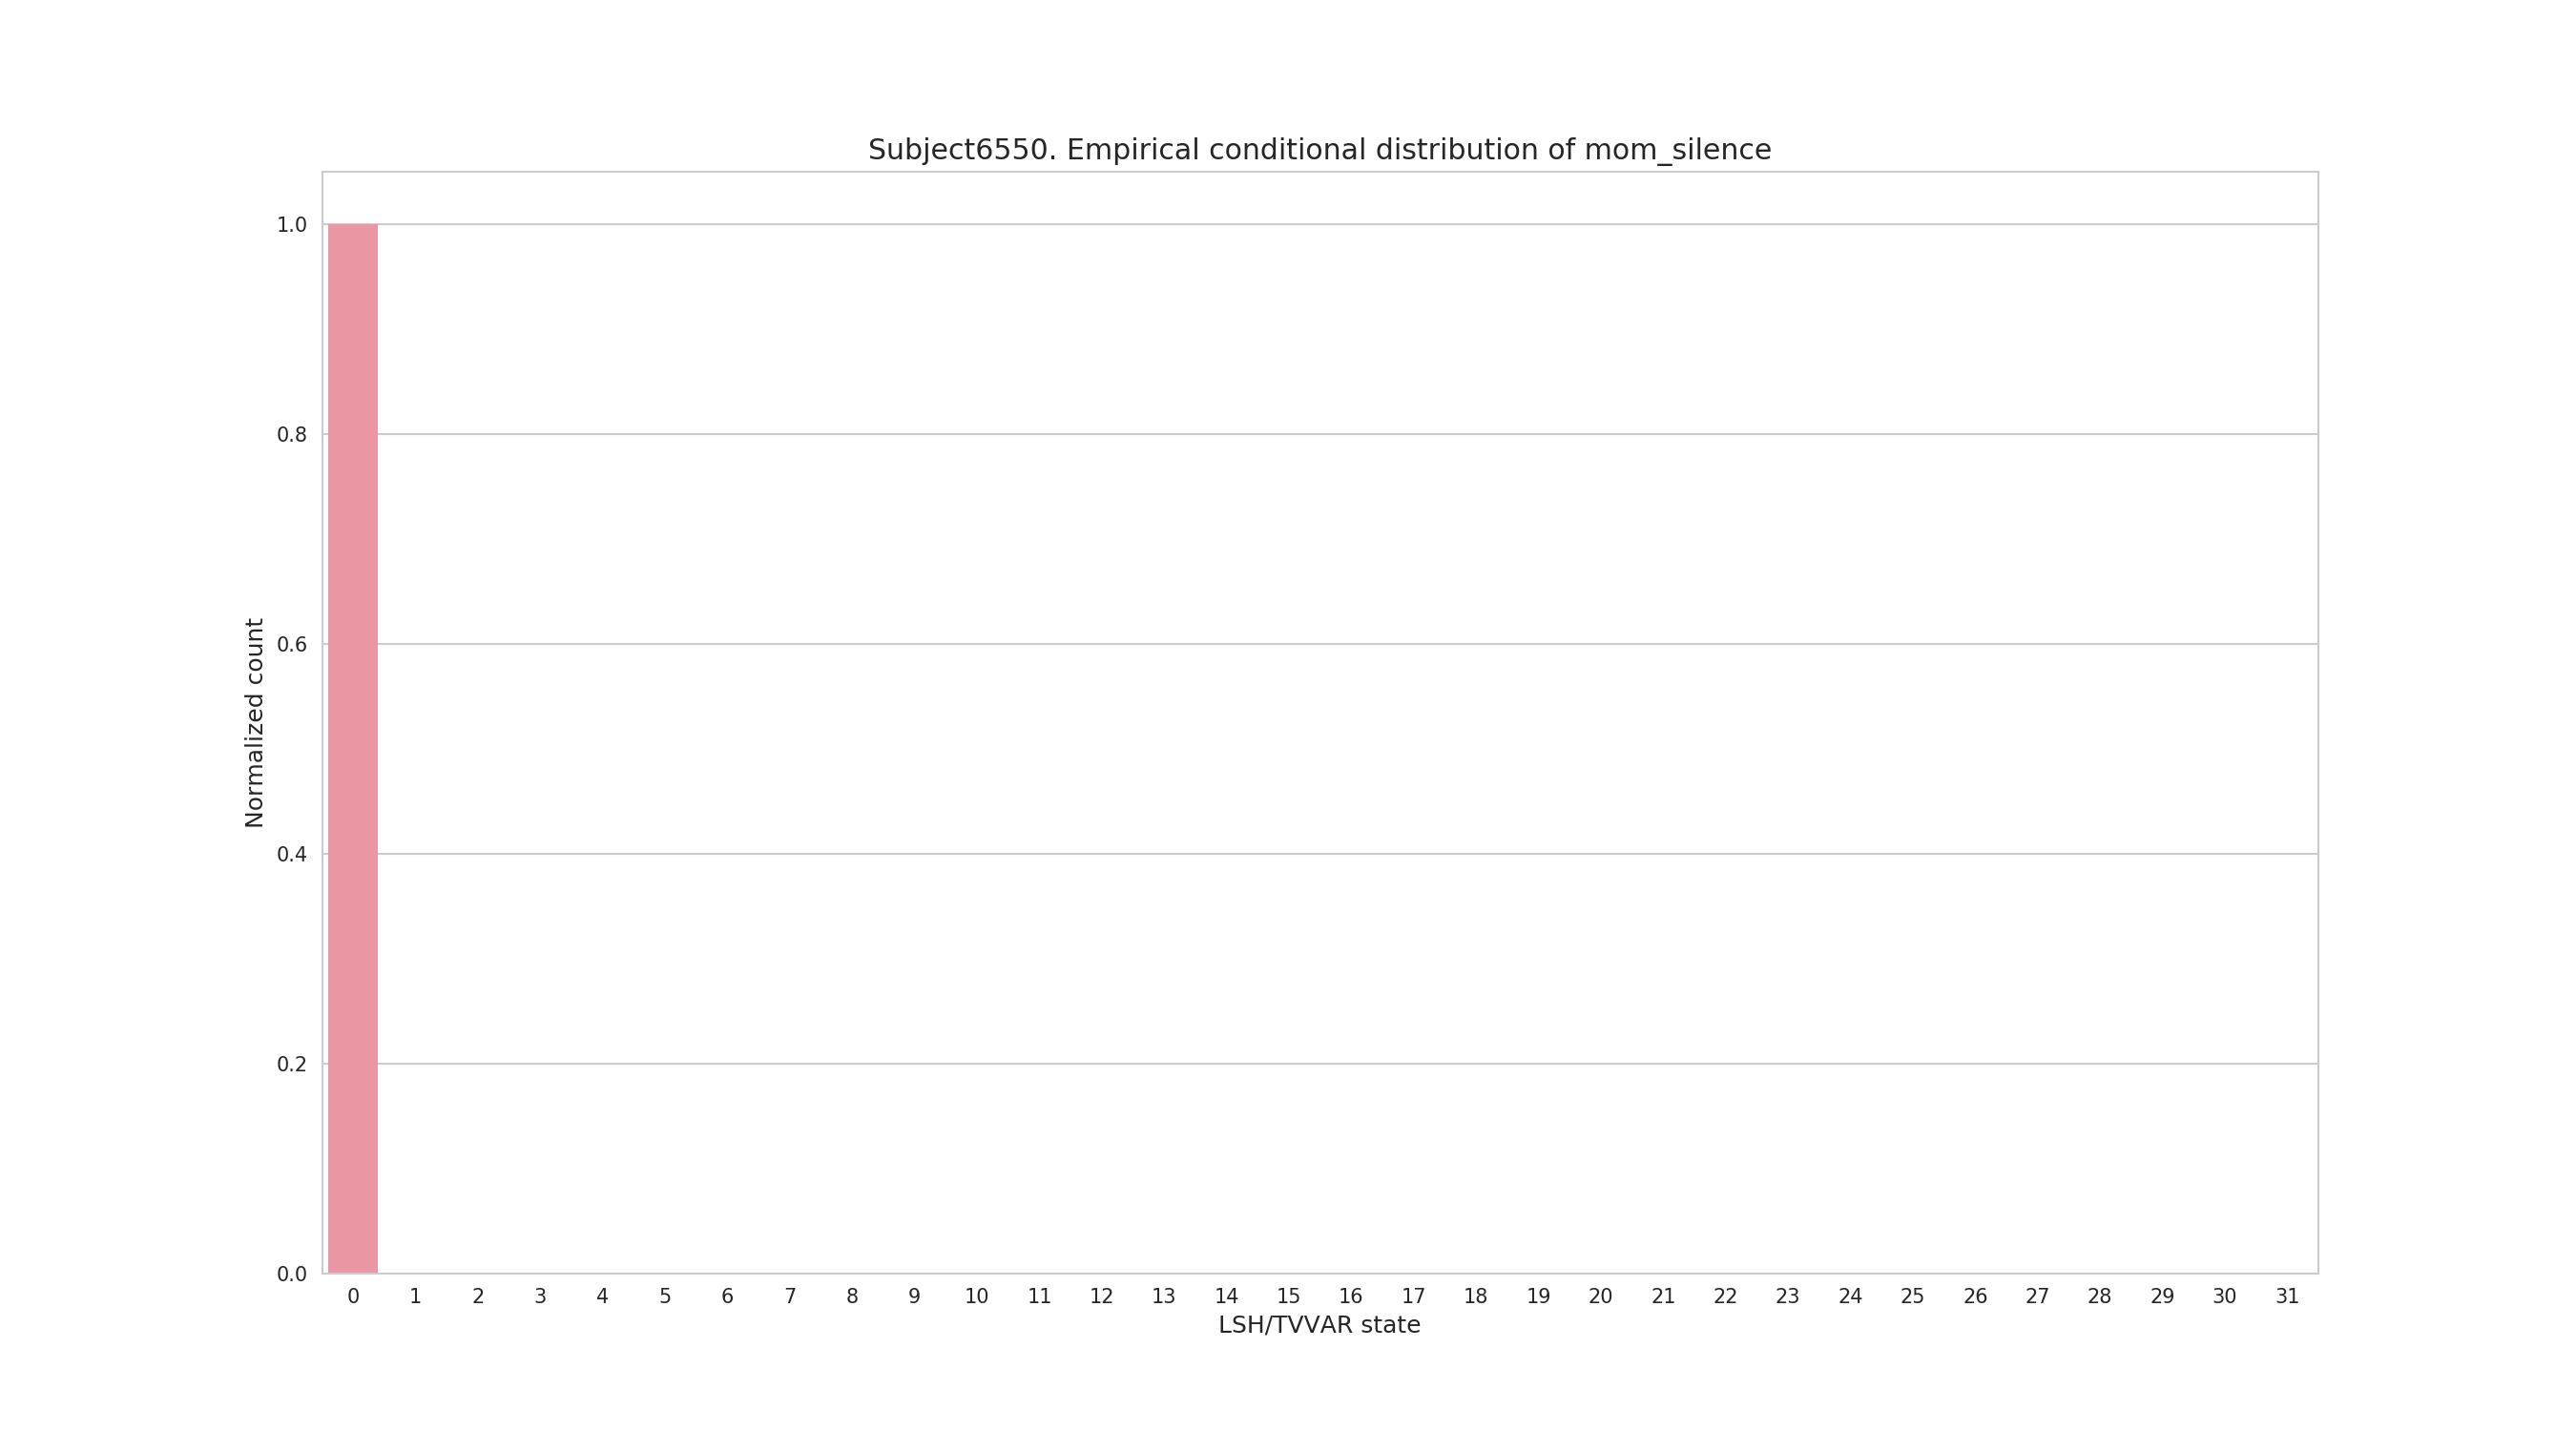 Subject6550. Empirical conditional distribution of mom_silence
1.0
0.8
0.6
0.4
0.2
0.0
Normalized count
0 1 2 3 4 5 6 7 8 9 10 11 12 13 14 15 16 17 18 19 20 21 22 23 24 25 26 27 28 29 30 31
LSH/TVVAR state